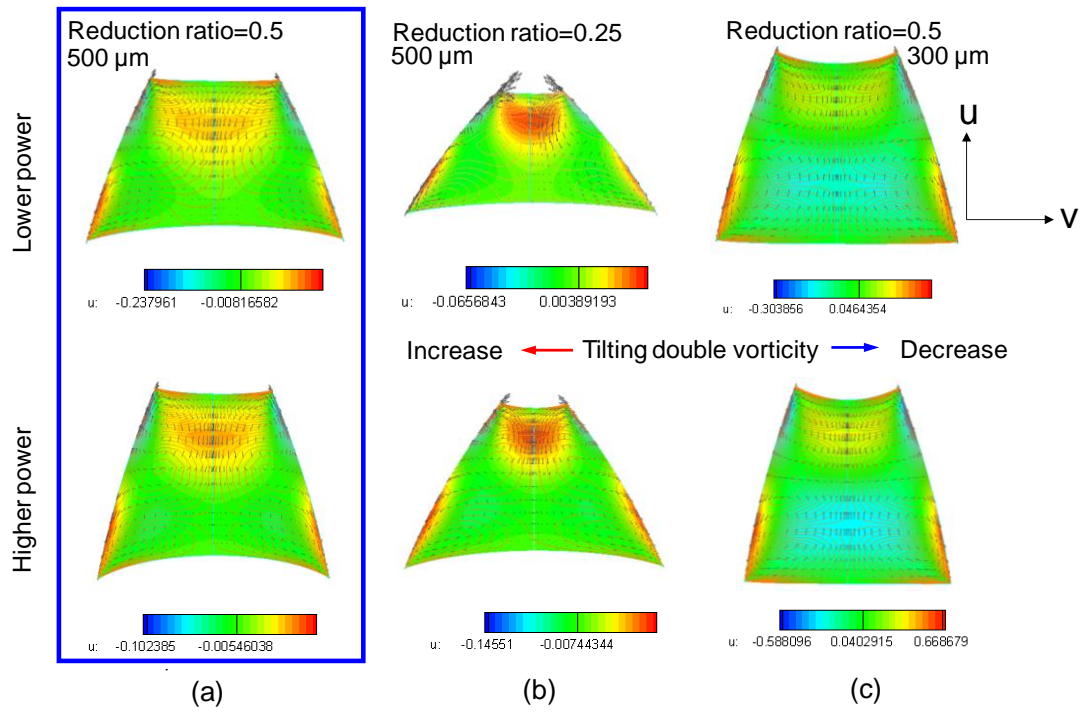 Reduction ratio=0.5
500 µm
Reduction ratio=0.25
500 µm
Reduction ratio=0.5
300 µm
u
v
Lower power
u: -0.237961 -0.00816582
u: -0.0656843 0.00389193
u: -0.303856 0.0464354
Increase Tilting double vorticity Decrease
Higher power
u: -0.102385 -0.00546038
u: -0.14551 -0.00744344
u: -0.588096 0.0402915 0.668679
(a)
(b)
(c)